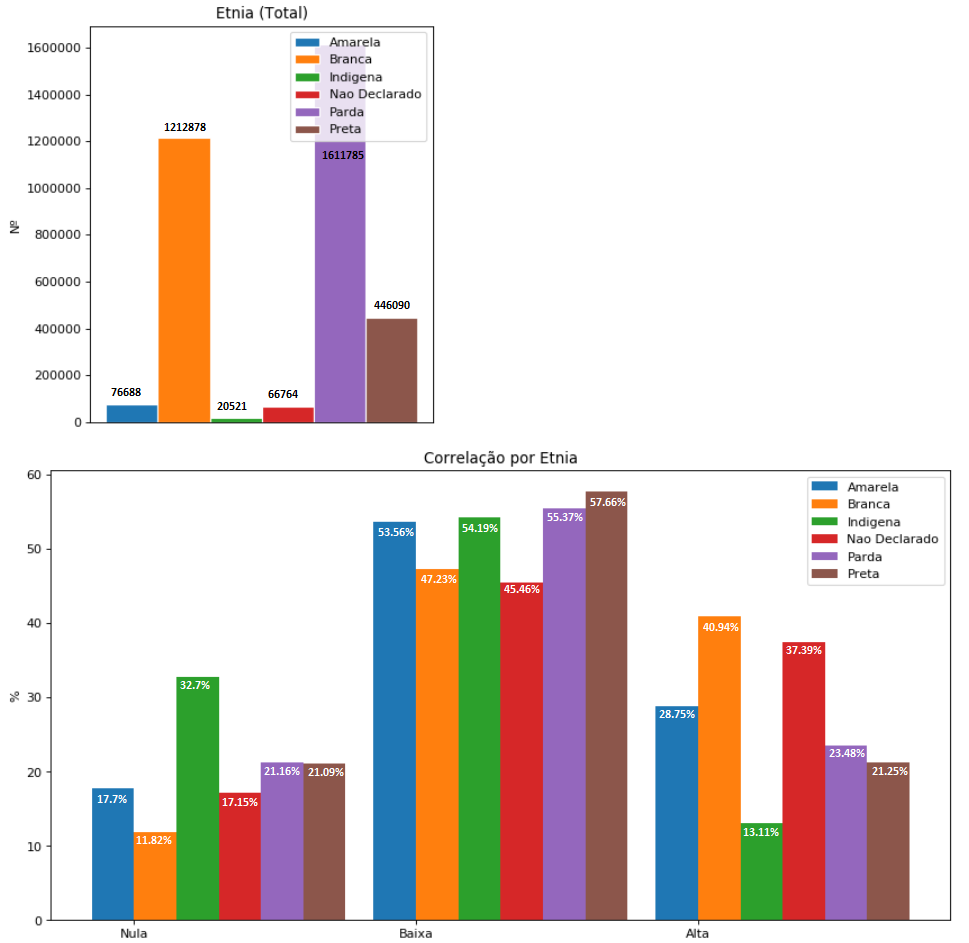 Etnia (Total)
1600000
1400000
1200000
1000000
800000
600000
400000
200000
0
Nº
Amarela
Branca
Indigena
Nao Declarado
Parda
Preta
76688
1212878
20521
66764
1611785
446090
Correlação por Etnia
60
50
40
30
20
10
0
%
Amarela
Branca
Indigena
Nao Declarado
Parda
Preta
17.7%
11.82%
32.7%
17.15%
21.16%
21.09%
53.56%
47.23%
54.19%
45.46%
55.37%
57.66%
28.75%
40.94%
13.11%
37.39%
23.48%
21.25%
Nula
Baixa
Alta